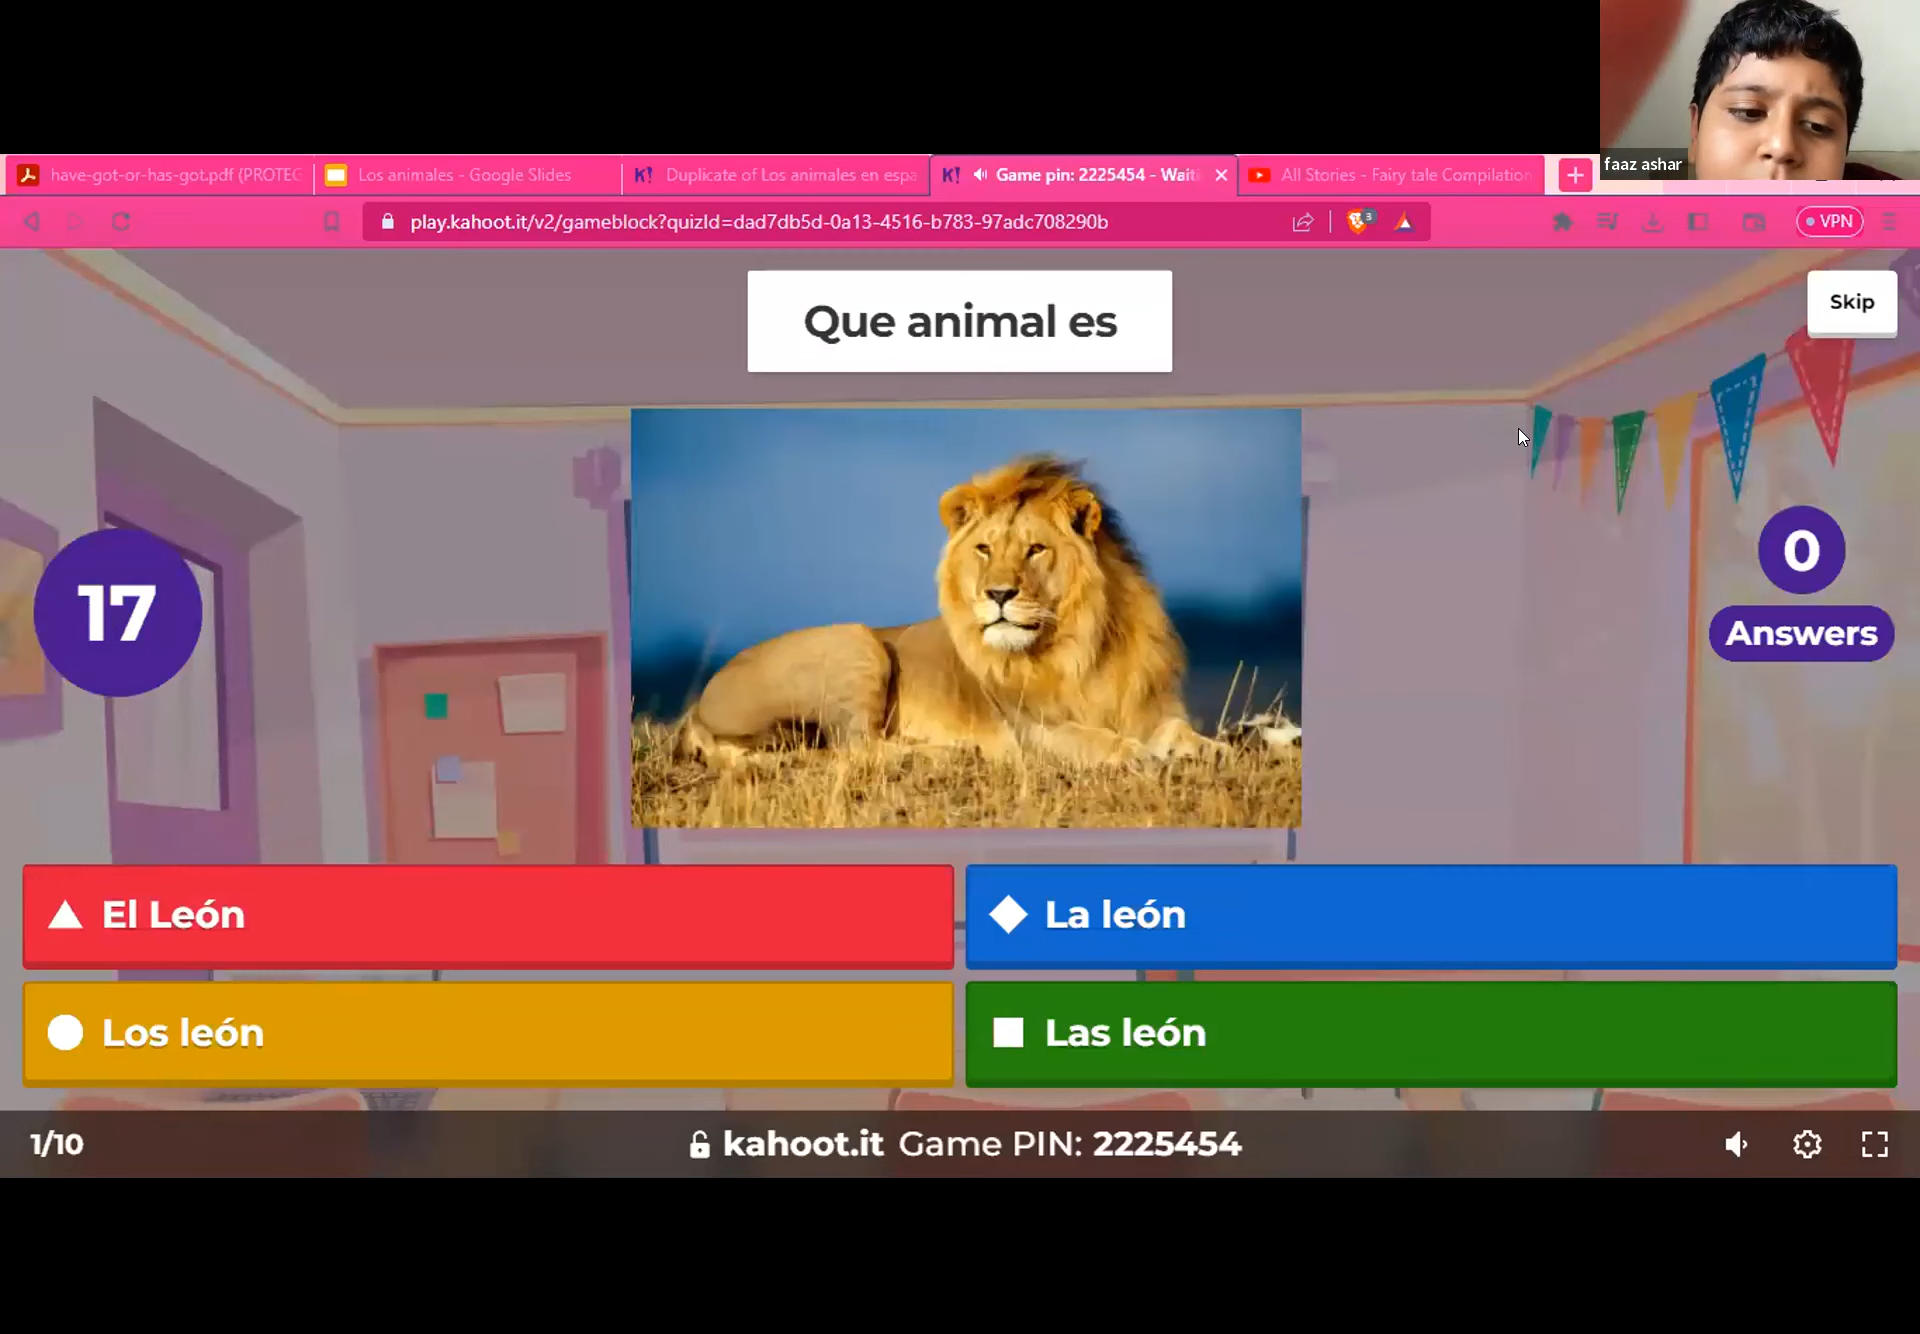 faaz ashar
have-got-or-has-got.pdf (PROTEC
Los animales - Google Slides
K! Duplicate of Los animales en espa
K! Game pin: 2225454 - Waiti
All Stories - Fairy tale Compilation
play.kahoot.it/v2/gameblock?quizId=dad7db5d-0a13-4516-b783-97adc708290b
3
VPN
Que animal es
Skip
17
0
Answers
El León
La león
Los león
Las león
1/10
kahoot.it Game PIN: 2225454